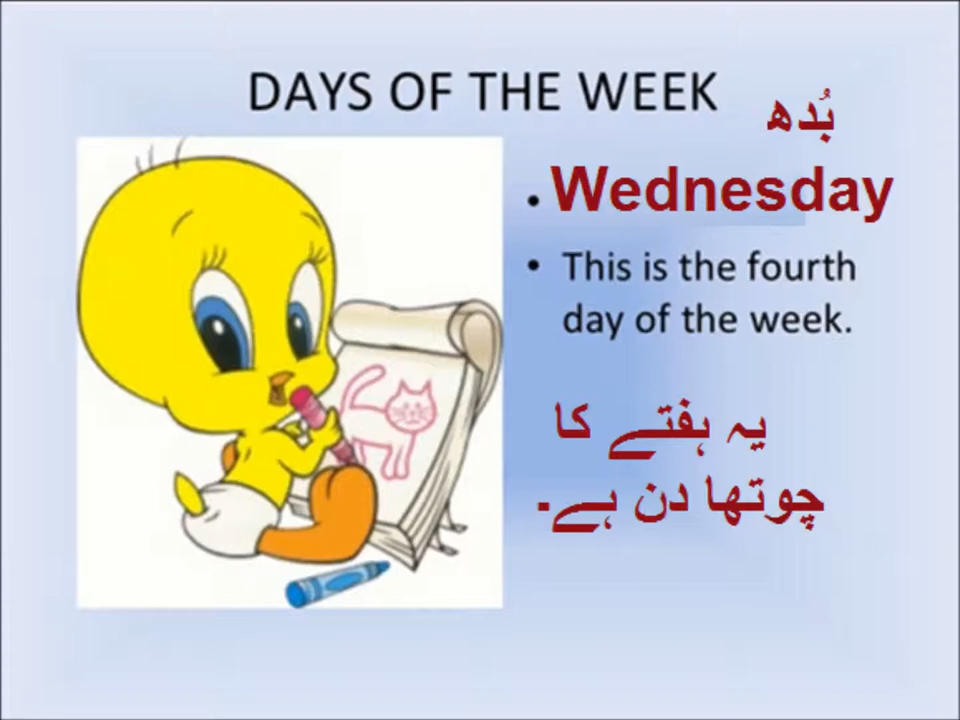 DAYS OF THE WEEK
بُدھ
• Wednesday
• This is the fourth
day of the week.
یہ ہفتے کا
چوتھا دن ہے۔